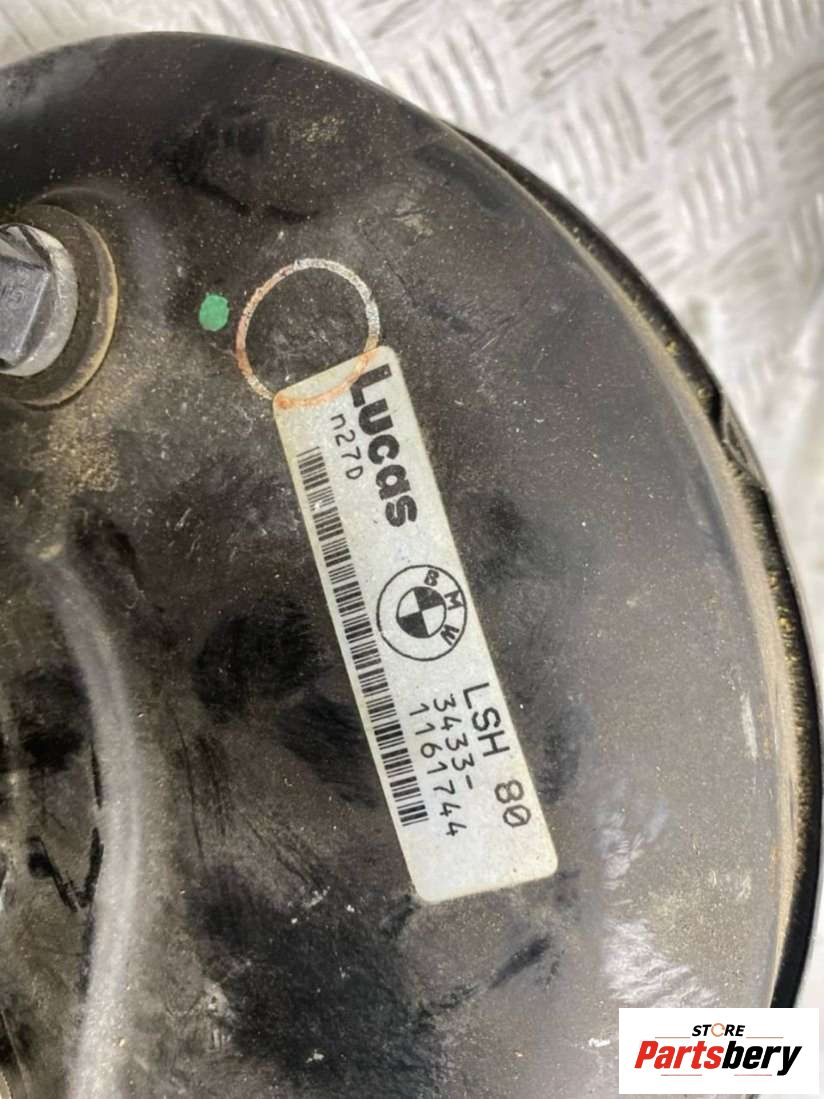 Lucas
n27D
BMW
LSH 80
3433-
1161744
STORE
Partsbery